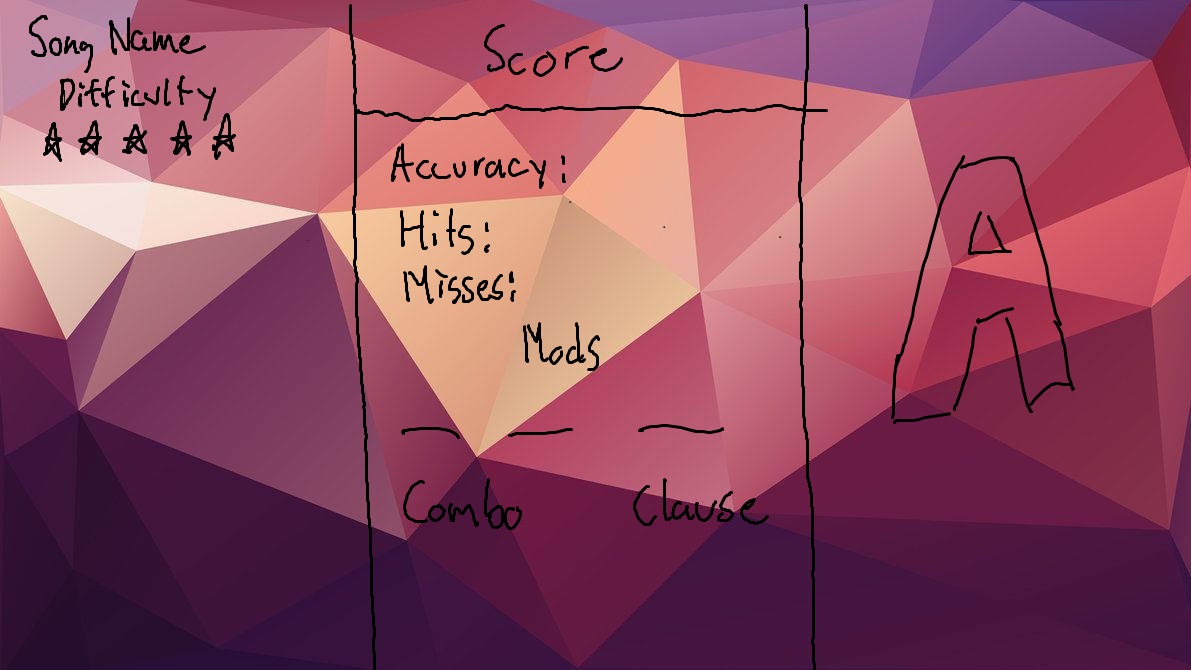 Song Name
Difficulty
Score
Accuracy:
Hits:
Misses:
Mods
Combo
Clause
A